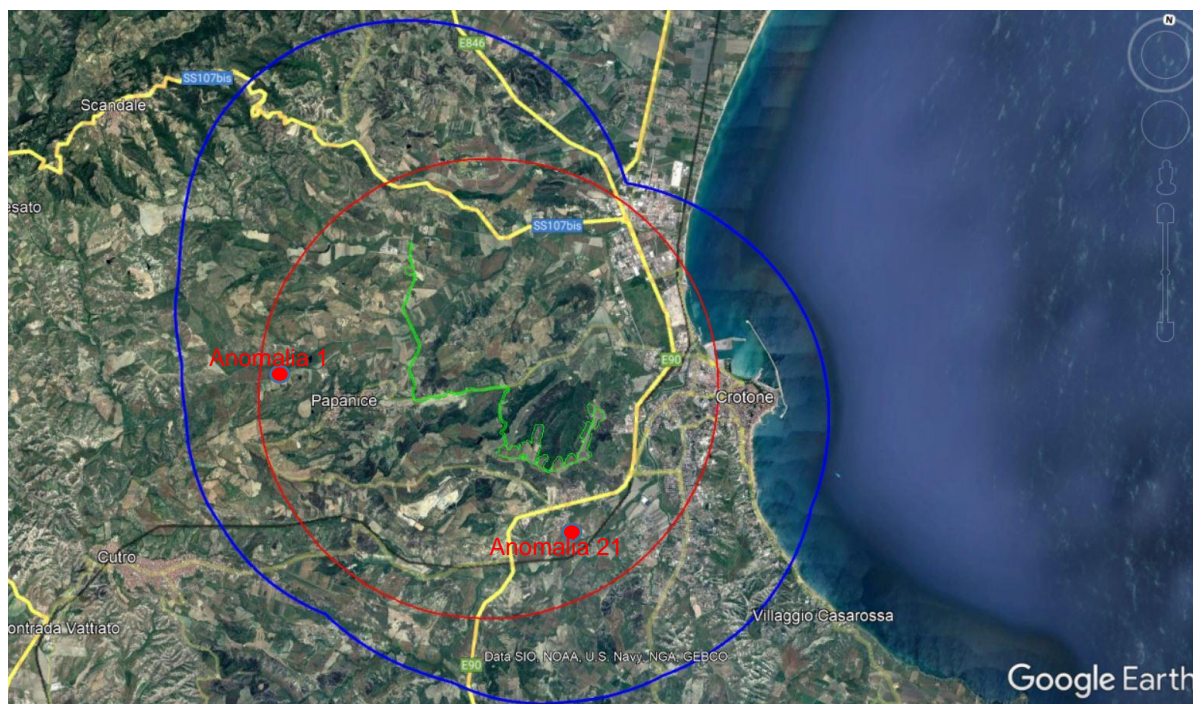 N
E846
SS107bis
Scandale
esato
SS107bis
Anomalia 1
E90
Papanice
Crotone
Anomalia 21
Cutro
Villaggio Casarossa
ontrada Vattiato
E90
Data SIO, NOAA, U.S. Navy, NGA, GEBCO
Google Earth